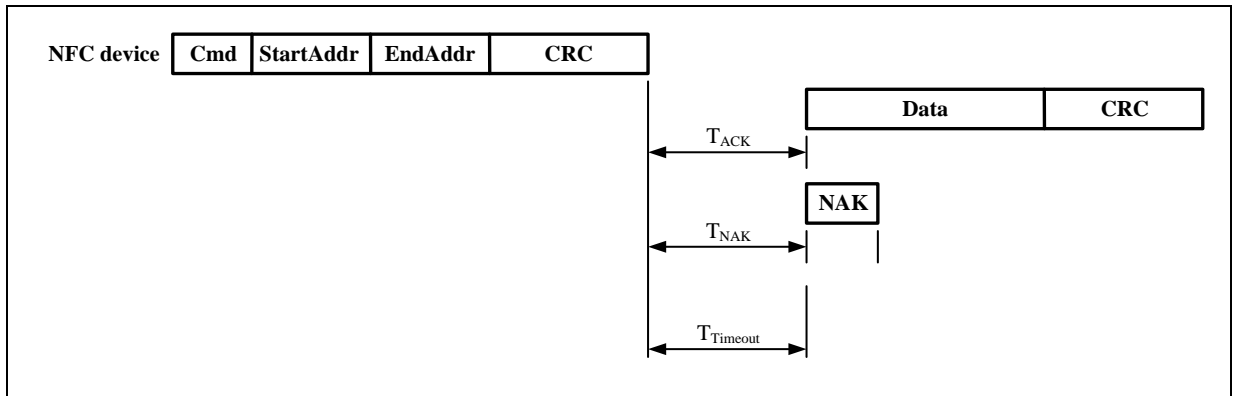 NFC device Cmd StartAddr EndAddr CRC
Data CRC
TACK
NAK
TNAK
TTimeout